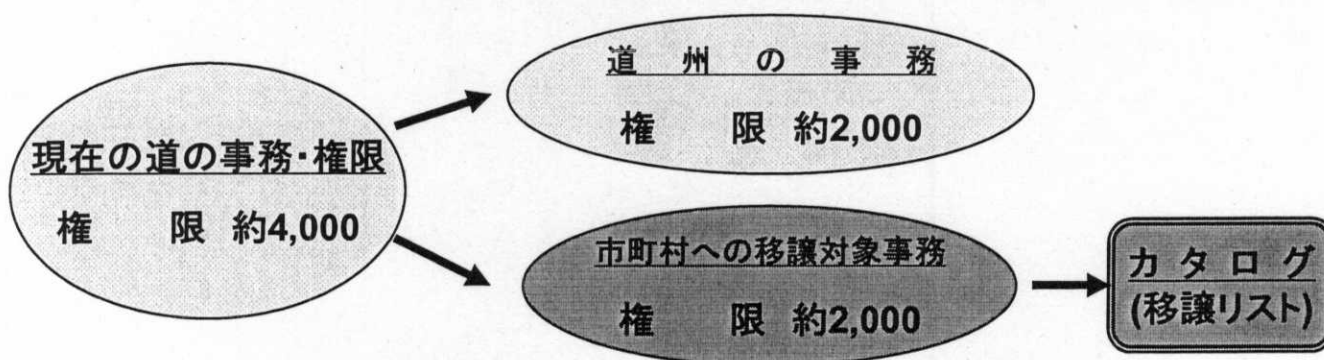 現在の道の事務・権限
権　　限 約4,000
道 州 の 事 務
権　　限 約2,000
市町村への移譲対象事務
権　　限 約2,000
カ タ ロ グ
(移譲リスト)